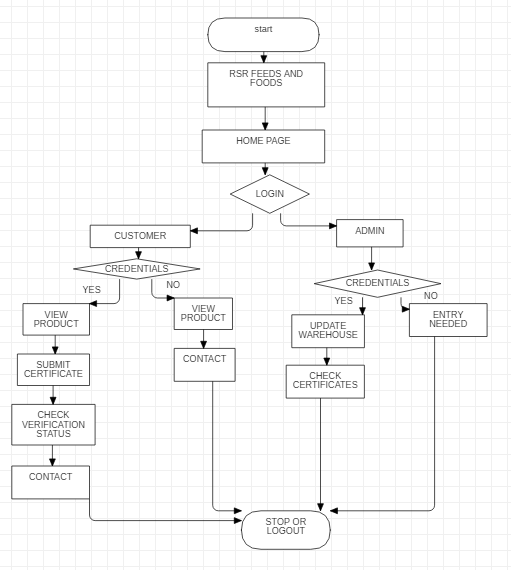 start
RSR FEEDS AND
FOODS
HOME PAGE
LOGIN
CUSTOMER
ADMIN
CREDENTIALS
CREDENTIALS
YES
NO
YES
NO
VIEW
PRODUCT
VIEW
PRODUCT
UPDATE
WAREHOUSE
ENTRY
NEEDED
SUBMIT
CERTIFICATE
CONTACT
CHECK
CERTIFICATES
CHECK
VERIFICATION
STATUS
CONTACT
STOP OR
LOGOUT